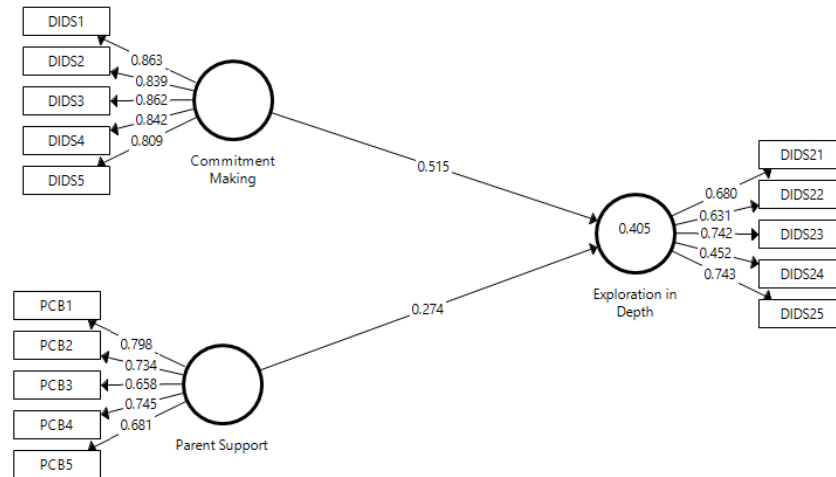 DIDS1
DIDS2
DIDS3
DIDS4
DIDS5
0.863
0.839
0.862
0.842
0.809
Commitment
Making
0.515
PCB1
PCB2
PCB3
PCB4
PCB5
0.798
0.734
0.658
0.745
0.681
Parent Support
0.274
0.405
Exploration in
Depth
0.680
0.631
0.742
0.452
0.743
DIDS21
DIDS22
DIDS23
DIDS24
DIDS25